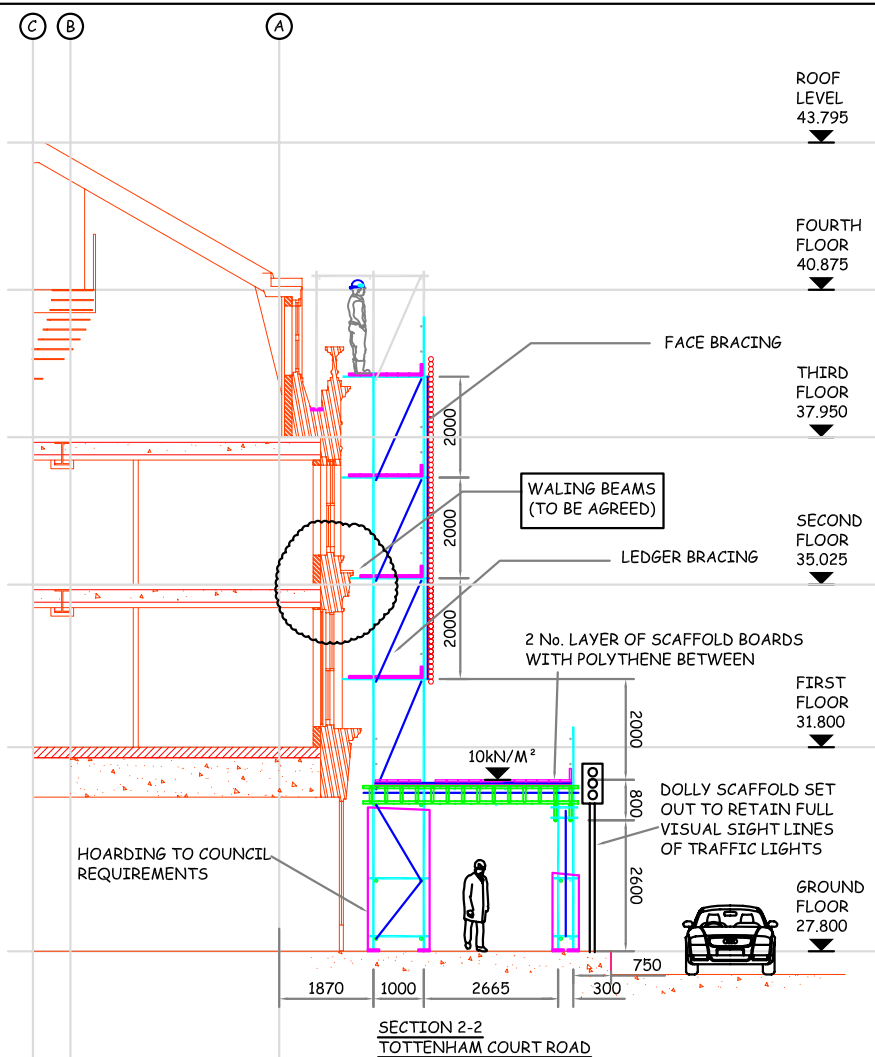 C
B
A
ROOF
LEVEL
43.795
FOURTH
FLOOR
40.875
FACE BRACING
THIRD
FLOOR
37.950
2000
WALING BEAMS
(TO BE AGREED)
2000
SECOND
FLOOR
35.025
LEDGER BRACING
2000
2 No. LAYER OF SCAFFOLD BOARDS
WITH POLYTHENE BETWEEN
FIRST
FLOOR
31.800
2000
10kN/M²
DOLLY SCAFFOLD SET
OUT TO RETAIN FULL
VISUAL SIGHT LINES
OF TRAFFIC LIGHTS
800
HOARDING TO COUNCIL
REQUIREMENTS
2600
GROUND
FLOOR
27.800
750
1870
1000
2665
300
SECTION 2-2
TOTTENHAM COURT ROAD